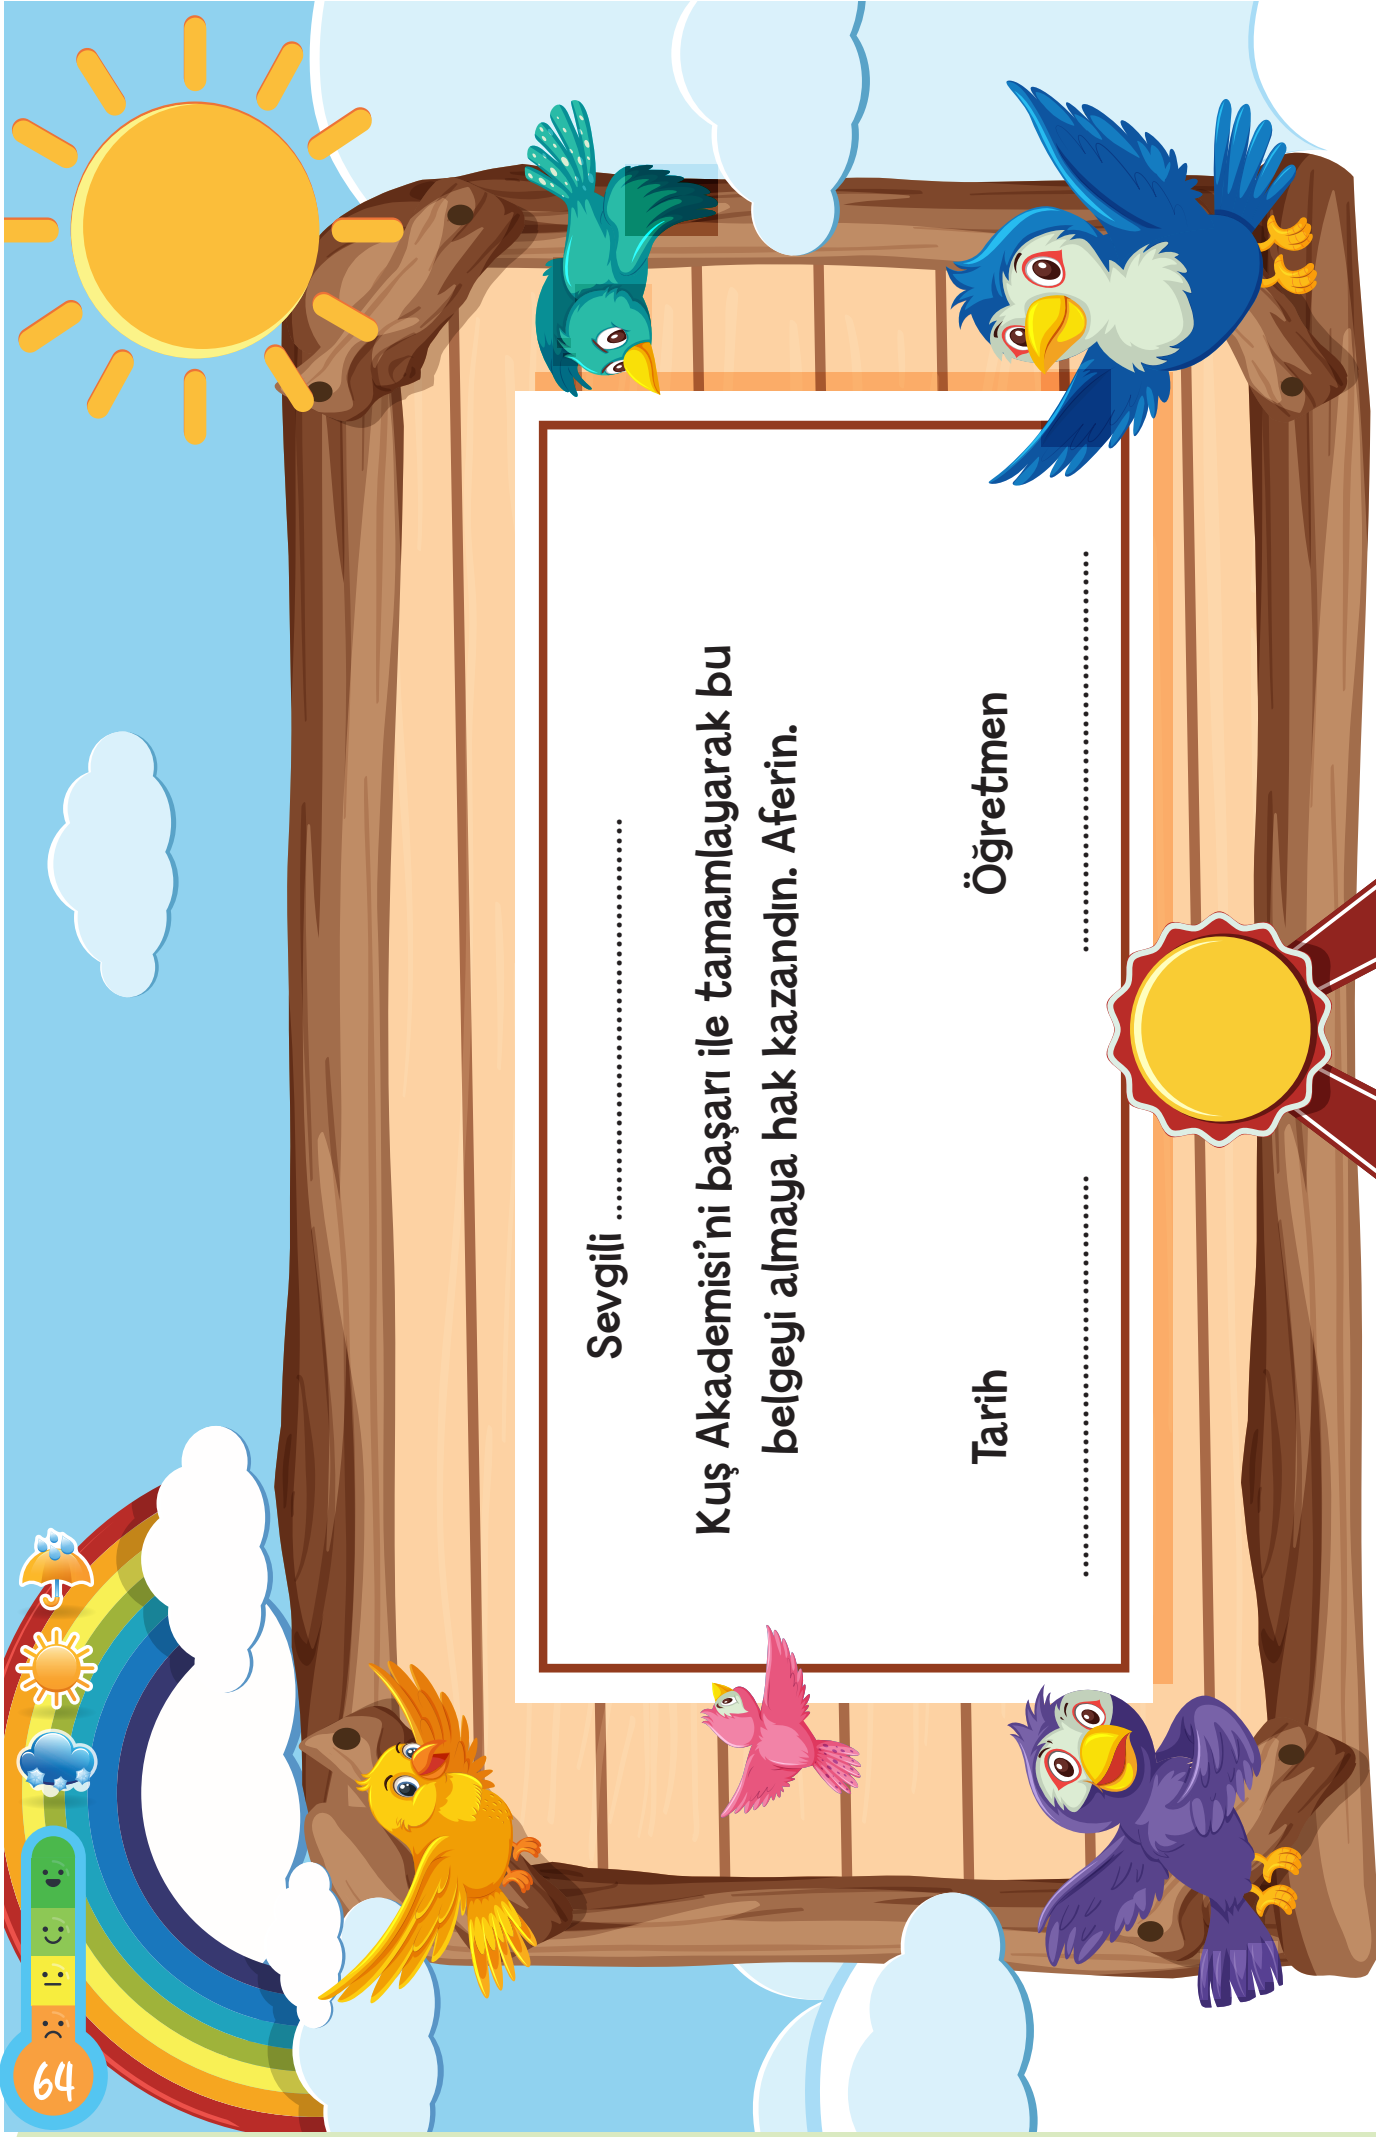 Sevgili ........................................
Kuş Akademisi’ni başarı ile tamamlayarak bu
belgeyi almaya hak kazandın. Aferin.
Tarih
Öğretmen
........................................
........................................
64